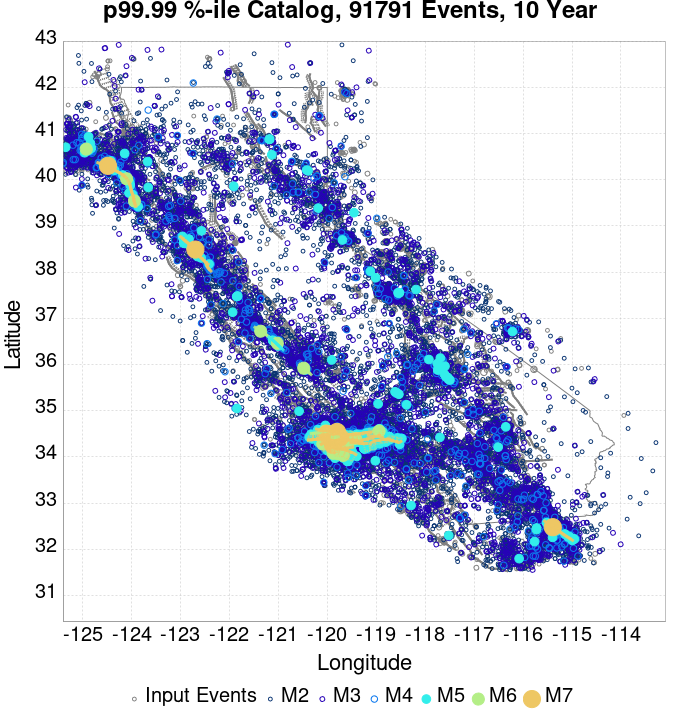 p99.99 %-ile Catalog, 91791 Events, 10 Year
43
42
41
40
39
38
37
36
35
34
33
32
31
Latitude
-125 -124 -123 -122 -121 -120 -119 -118 -117 -116 -115 -114
Longitude
Input Events M2 M3 M4 M5 M6 M7